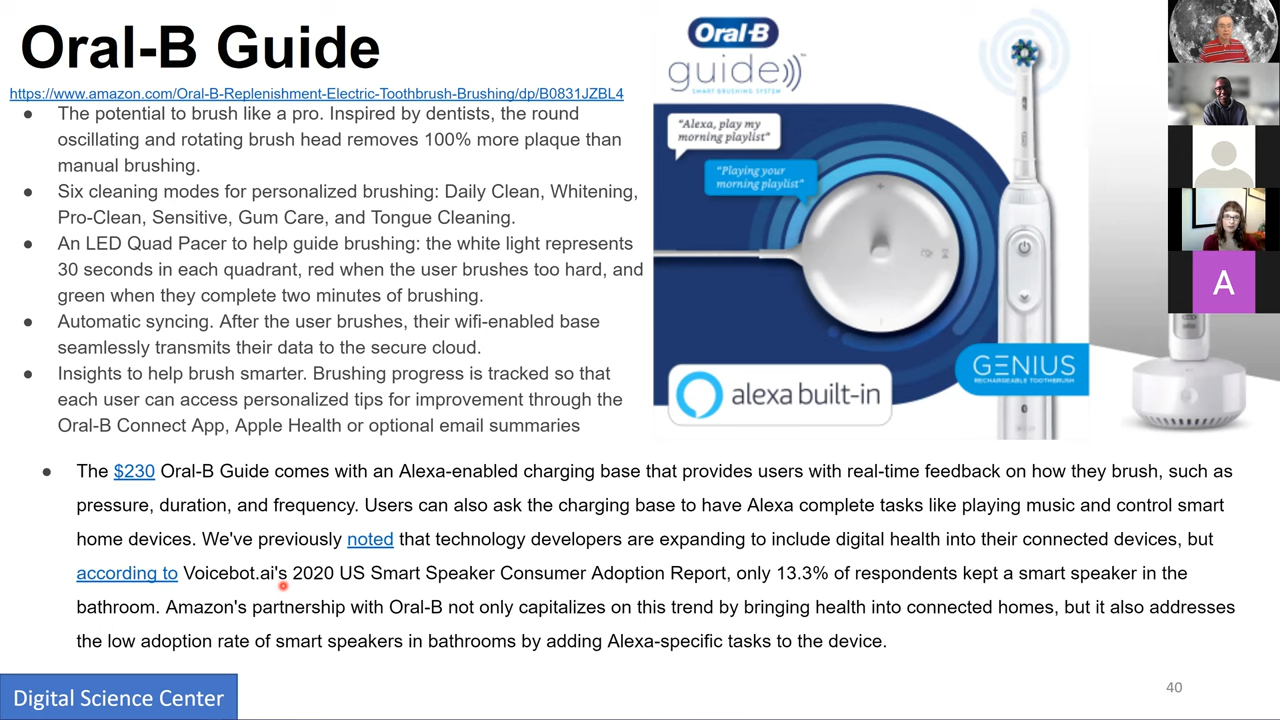 Oral-B Guide
https://www.amazon.com/Oral-B-Replenishment-Electric-Toothbrush-Brushing/dp/B0831JZBL4
● The potential to brush like a pro. Inspired by dentists, the round
oscillating and rotating brush head removes 100% more plaque than
manual brushing.
● Six cleaning modes for personalized brushing: Daily Clean, Whitening,
Pro-Clean, Sensitive, Gum Care, and Tongue Cleaning.
● An LED Quad Pacer to help guide brushing: the white light represents
30 seconds in each quadrant, red when the user brushes too hard, and
green when they complete two minutes of brushing.
● Automatic syncing. After the user brushes, their wifi-enabled base
seamlessly transmits their data to the secure cloud.
● Insights to help brush smarter. Brushing progress is tracked so that
each user can access personalized tips for improvement through the
Oral-B Connect App, Apple Health or optional email summaries
Oral-B
guide
SMART BRUSHING SYSTEM
"Alexa, play my
morning playlist"
"Playing your
morning playlist"
alexa built-in
GENIUS
RECHARGEABLE TOOTHBRUSH
A
● The $230 Oral-B Guide comes with an Alexa-enabled charging base that provides users with real-time feedback on how they brush, such as
pressure, duration, and frequency. Users can also ask the charging base to have Alexa complete tasks like playing music and control smart
home devices. We've previously noted that technology developers are expanding to include digital health into their connected devices, but
according to Voicebot.ai's 2020 US Smart Speaker Consumer Adoption Report, only 13.3% of respondents kept a smart speaker in the
bathroom. Amazon's partnership with Oral-B not only capitalizes on this trend by bringing health into connected homes, but it also addresses
the low adoption rate of smart speakers in bathrooms by adding Alexa-specific tasks to the device.
Digital Science Center
40